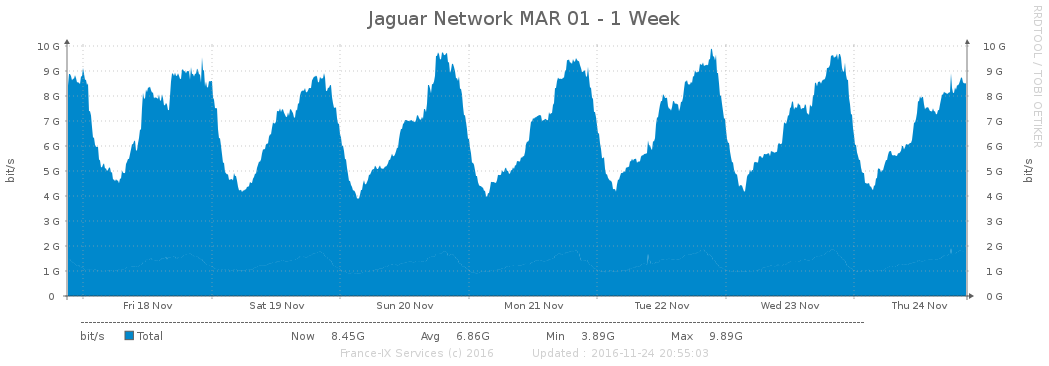 Jaguar Network MAR 01 - 1 Week
RRDTOOL / TOBI OETIKER
10 G 10 G
9 G 9 G
8 G 8 G
7 G 7 G
6 G 6 G
5 G 5 G
4 G 4 G
3 G 3 G
2 G 2 G
1 G 1 G
0 0 G
bit/s bit/s
Fri 18 Nov Sat 19 Nov Sun 20 Nov Mon 21 Nov Tue 22 Nov Wed 23 Nov Thu 24 Nov
bit/s Total Now 8.45G Avg 6.86G Min 3.89G Max 9.89G
France-IX Services (c) 2016 Updated : 2016-11-24 20:55:03